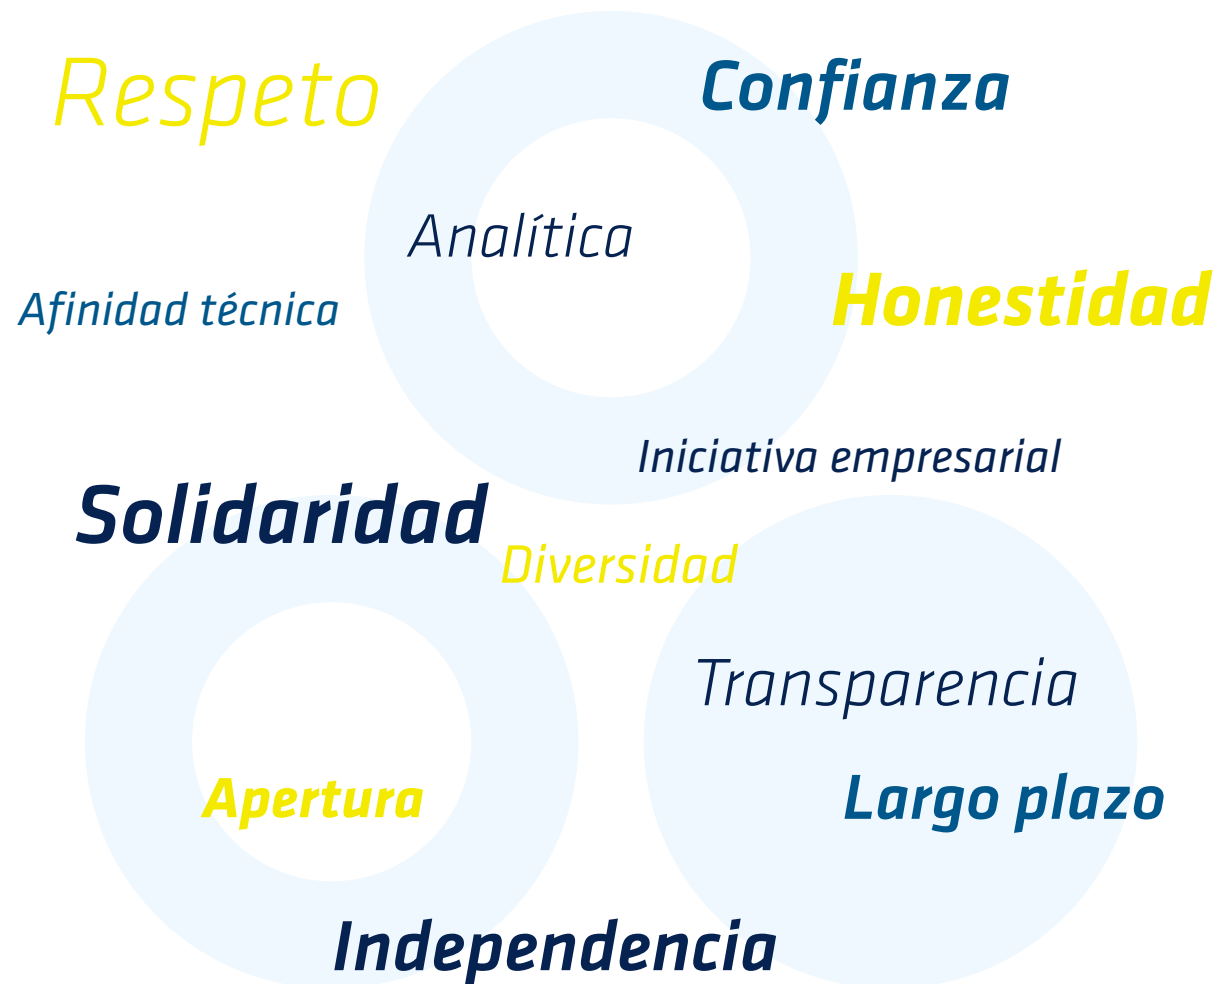 Respeto
Confianza
Analítica
Afinidad técnica
Honestidad
Iniciativa empresarial
Solidaridad
Diversidad
Transparencia
Apertura
Largo plazo
Independencia